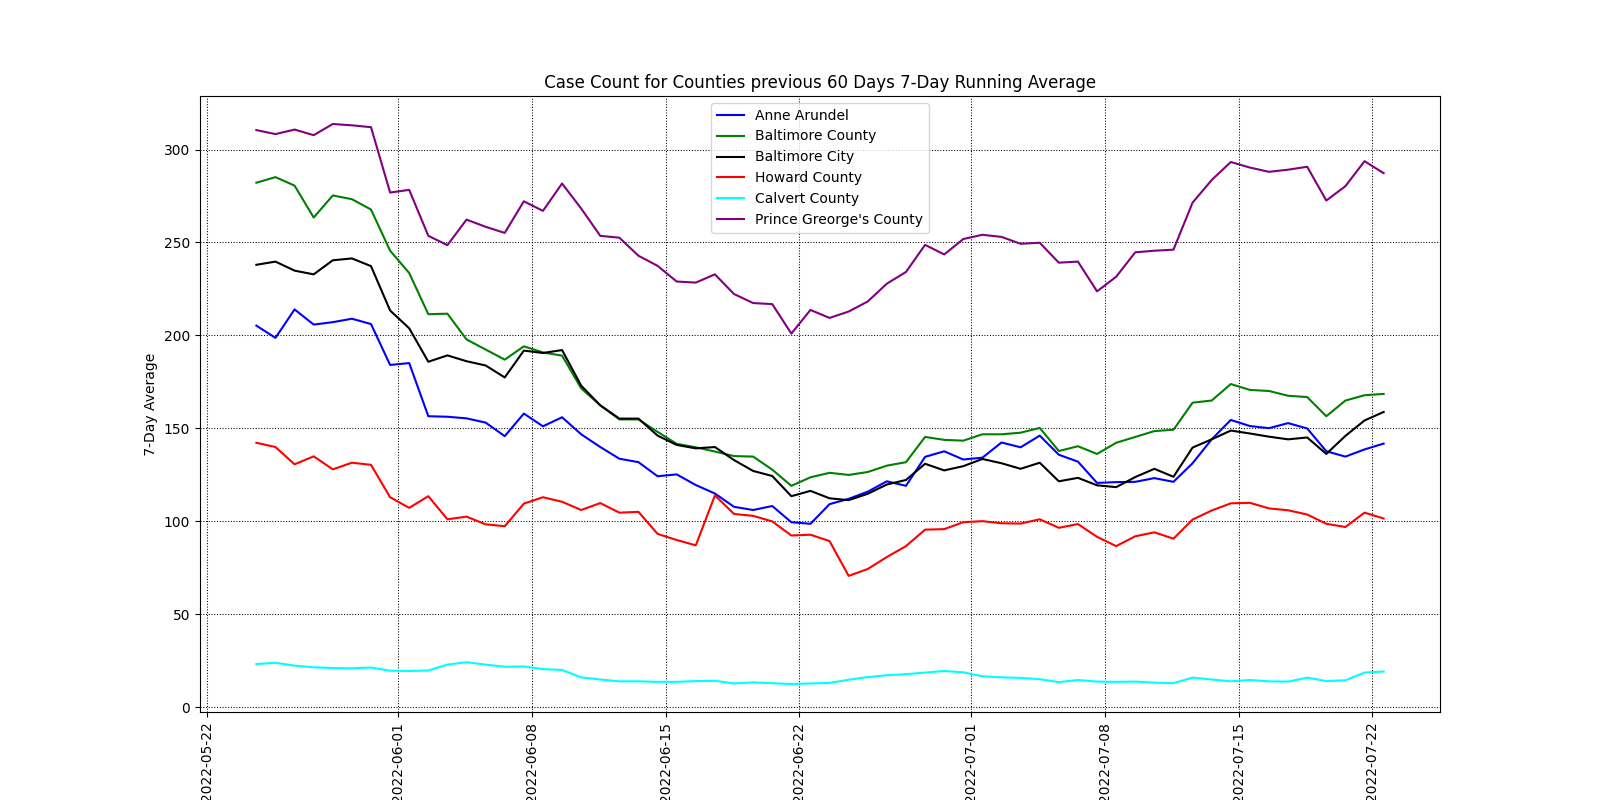 Case Count for Counties previous 60 Days 7-Day Running Average
Anne Arundel
Baltimore County
Baltimore City
Howard County
Calvert County
Prince Greorge's County
7-Day Average
300
250
200
150
100
50
0
2022-05-22
2022-06-01
2022-06-08
2022-06-15
2022-06-22
2022-07-01
2022-07-08
2022-07-15
2022-07-22